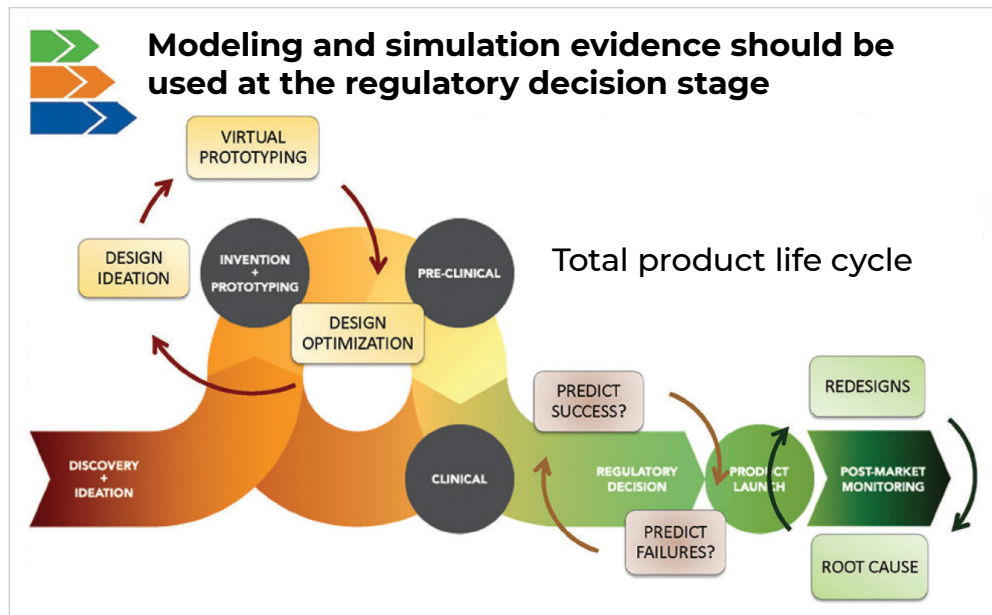 Modeling and simulation evidence should be
used at the regulatory decision stage
VIRTUAL
PROTOTYPING
DESIGN
IDEATION
INVENTION
+
PROTOTYPING
PRE-CLINICAL
Total product life cycle
DESIGN
OPTIMIZATION
PREDICT
SUCCESS?
REDESIGNS
DISCOVERY
+
IDEATION
CLINICAL
REGULATORY
DECISION
PRODUCT
LAUNCH
POST-MARKET
MONITORING
PREDICT
FAILURES?
ROOT CAUSE